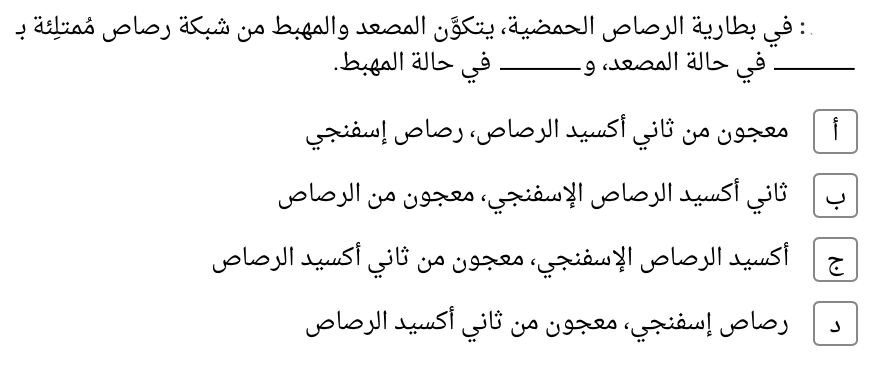 : في بطارية الرصاص الحمضية، يتكوَّن المصعد والمهبط من شبكة رصاص مُمتلِئة بـ
ـــــــــــ في حالة المصعد، و ـــــــــــ في حالة المهبط.
أ معجون من ثاني أكسيد الرصاص، رصاص إسفنجي
ب ثاني أكسيد الرصاص الإسفنجي، معجون من الرصاص
ج أكسيد الرصاص الإسفنجي، معجون من ثاني أكسيد الرصاص
د رصاص إسفنجي، معجون من ثاني أكسيد الرصاص